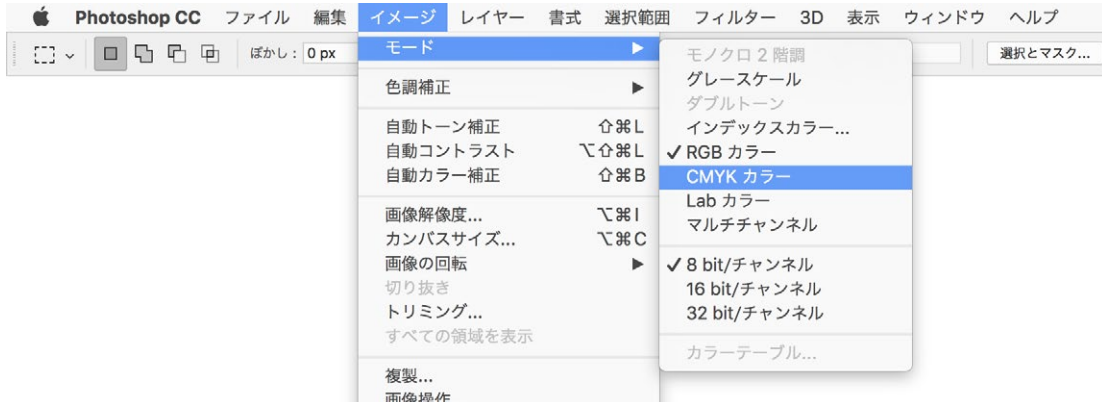 Photoshop CC ファイル 編集 イメージ レイヤー 書式 選択範囲 フィルター 3D 表示 ウィンドウ ヘルプ
ぼかし: 0 px 選択とマスク...
モード ▶
色調補正 ▶
自動トーン補正 ⇧⌘L
自動コントラスト ⌥⇧⌘L
自動カラー補正 ⇧⌘B
画像解像度... ⌥⌘I
カンバスサイズ... ⌥⌘C
画像の回転 ▶
切り抜き
トリミング...
すべての領域を表示
複製...
画像操作
モノクロ 2 階調
グレースケール
ダブルトーン
インデックスカラー...
✓ RGB カラー
CMYK カラー
Lab カラー
マルチチャンネル
✓ 8 bit/チャンネル
16 bit/チャンネル
32 bit/チャンネル
カラーテーブル...